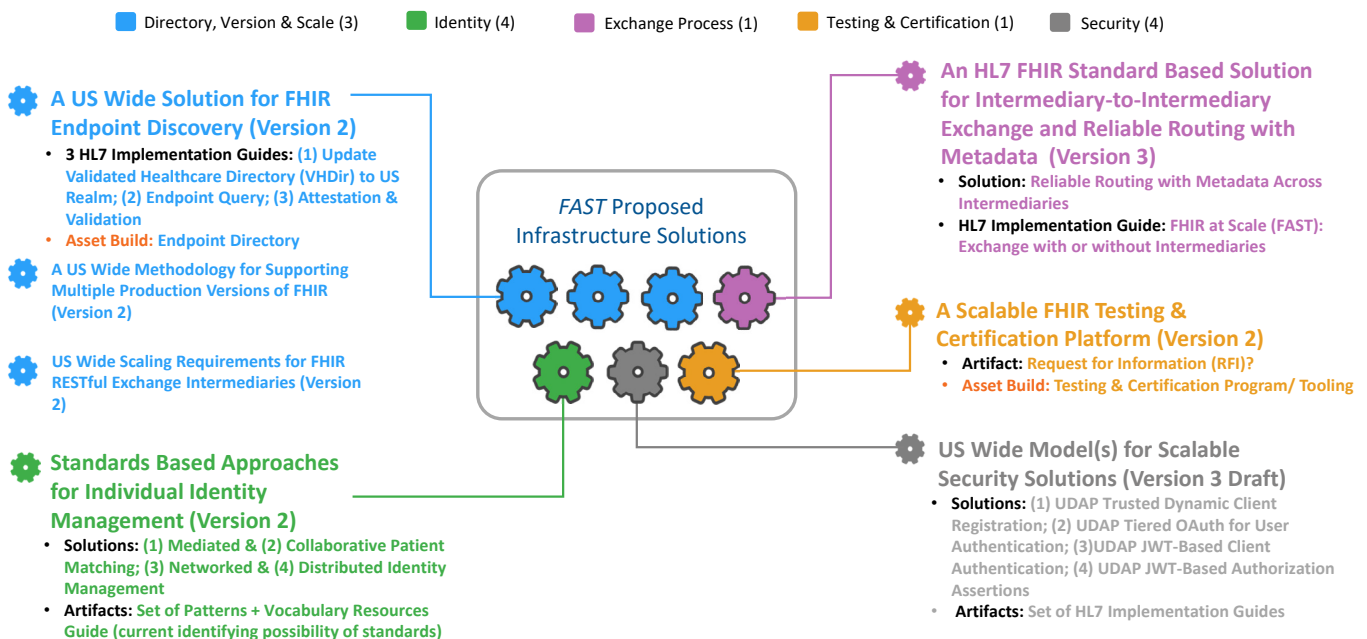 Directory, Version & Scale (3)
Identity (4)
Exchange Process (1)
Testing & Certification (1)
Security (4)
A US Wide Solution for FHIR
Endpoint Discovery (Version 2)
• 3 HL7 Implementation Guides: (1) Update
Validated Healthcare Directory (VHDir) to US
Realm; (2) Endpoint Query; (3) Attestation &
Validation
• Asset Build: Endpoint Directory
A US Wide Methodology for Supporting
Multiple Production Versions of FHIR
(Version 2)
US Wide Scaling Requirements for FHIR
RESTful Exchange Intermediaries (Version
2)
Standards Based Approaches
for Individual Identity
Management (Version 2)
• Solutions: (1) Mediated & (2) Collaborative Patient
Matching; (3) Networked & (4) Distributed Identity
Management
• Artifacts: Set of Patterns + Vocabulary Resources
Guide (current identifying possibility of standards)
FAST Proposed
Infrastructure Solutions
An HL7 FHIR Standard Based Solution
for Intermediary-to-Intermediary
Exchange and Reliable Routing with
Metadata (Version 3)
• Solution: Reliable Routing with Metadata Across
Intermediaries
• HL7 Implementation Guide: FHIR at Scale (FAST):
Exchange with or without Intermediaries
A Scalable FHIR Testing &
Certification Platform (Version 2)
• Artifact: Request for Information (RFI)?
• Asset Build: Testing & Certification Program/ Tooling
US Wide Model(s) for Scalable
Security Solutions (Version 3 Draft)
• Solutions: (1) UDAP Trusted Dynamic Client
Registration; (2) UDAP Tiered OAuth for User
Authentication; (3)UDAP JWT-Based Client
Authentication; (4) UDAP JWT-Based Authorization
Assertions
• Artifacts: Set of HL7 Implementation Guides